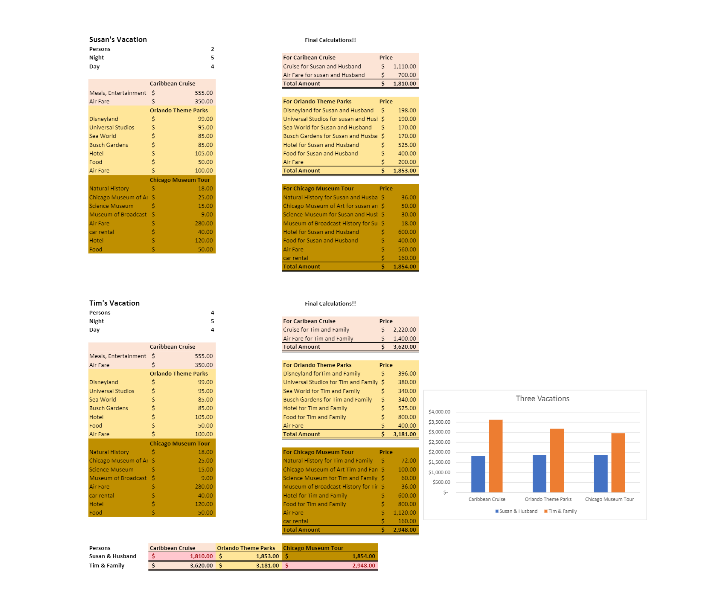 Susan's Vacation
Persons 2
Night 5
Day 4
Caribbean Cruise
Meals, Entertainment $ 555.00
Air Fare $ 350.00
Orlando Theme Parks
Disneyland $ 99.00
Universal Studios $ 95.00
Sea World $ 85.00
Busch Gardens $ 85.00
Hotel $ 105.00
Food $ 50.00
Air Fare $ 100.00
Chicago Museum Tour
Natural History $ 18.00
Chicago Museum of A $ 25.00
Science Museum $ 15.00
Museum of Broadcast $ 9.00
Air Fare $ 280.00
car rental $ 40.00
Hotel $ 120.00
Food $ 50.00
Final Calculations!!!
For Caribean Cruise Price
Cruise for Susan and Husband $ 1,110.00
Air Fare for susan and Husband $ 700.00
Total Amount $ 1,810.00
For Orlando Theme Parks Price
Disneyland for Susan and Husband $ 198.00
Universal Studios for susan and Hus $ 190.00
Sea World for Susan and Husband $ 170.00
Busch Gardens for Susan and Husba $ 170.00
Hotel for Susan and Husband $ 525.00
Food for Susan and Husband $ 400.00
Air Fare $ 200.00
Total Amount $ 1,853.00
For Chicago Museum Tour Price
Natural History for Susan and Husba $ 36.00
Chicago Museum of Art for susan an $ 50.00
Science Museum for Susan and Husb $ 30.00
Museum of Broadcast History for Su $ 18.00
Hotel for Susan and Husband $ 600.00
Food for Susan and Husband $ 400.00
Air Fare $ 560.00
car rental $ 160.00
Total Amount $ 1,854.00
Tim's Vacation
Persons 4
Night 5
Day 4
Caribbean Cruise
Meals, Entertainment $ 555.00
Air Fare $ 350.00
Orlando Theme Parks
Disneyland $ 99.00
Universal Studios $ 95.00
Sea World $ 85.00
Busch Gardens $ 85.00
Hotel $ 105.00
Food $ 50.00
Air Fare $ 100.00
Chicago Museum Tour
Natural History $ 18.00
Chicago Museum of A $ 25.00
Science Museum $ 15.00
Museum of Broadcast $ 9.00
Air Fare $ 280.00
car rental $ 40.00
Hotel $ 120.00
Food $ 50.00
Final Calculations!!!
For Caribean Cruise Price
Cruise for Tim and Family $ 2,220.00
Air Fare for Tim and Family $ 1,400.00
Total Amount $ 3,620.00
For Orlando Theme Parks Price
Disneyland for Tim and Family $ 396.00
Universal Studios for Tim and Family $ 380.00
Sea World for Tim and Family $ 340.00
Busch Gardens for Tim and Family $ 340.00
Hotel for Tim and Family $ 525.00
Food for Tim and Family $ 800.00
Air Fare $ 400.00
Total Amount $ 3,181.00
For Chicago Museum Tour Price
Natural History for Tim and Family $ 72.00
Chicago Museum of Art Tim and Fan $ 100.00
Science Museum for Tim and Family $ 60.00
Museum of Broadcast History for Tir $ 36.00
Hotel for Tim and Family $ 600.00
Food for Tim and Family $ 800.00
Air Fare $ 1,120.00
car rental $ 160.00
Total Amount $ 2,948.00
Three Vacations
$4,000.00
$3,500.00
$3,000.00
$2,500.00
$2,000.00
$1,500.00
$1,000.00
$500.00
$-
Caribbean Cruise Orlando Theme Parks Chicago Museum Tour
Susan & Husband Tim & Family
Persons Caribbean Cruise Orlando Theme Parks Chicago Museum Tour
Susan & Husband $ 1,810.00 $ 1,853.00 $ 1,854.00
Tim & Family $ 3,620.00 $ 3,181.00 $ 2,948.00